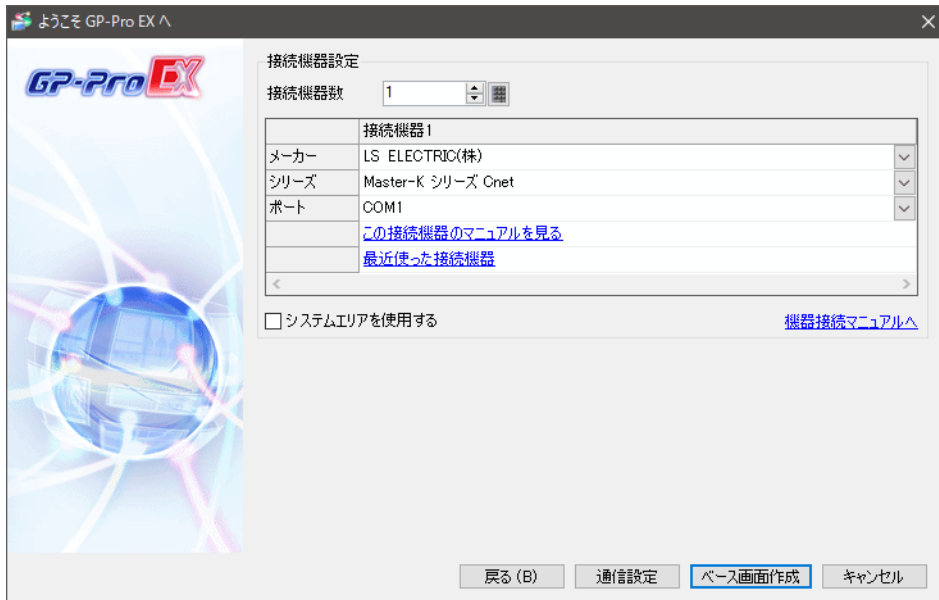 ようこそ GP-Pro EX へ
GP-Pro EX
接続機器設定
接続機器数 1
接続機器1
メーカー LS ELECTRIC(株)
シリーズ Master-K シリーズ Cnet
ポート COM1
この接続機器のマニュアルを見る
最近使った接続機器
システムエリアを使用する 機器接続マニュアルへ
戻る(B) 通信設定 ベース画面作成 キャンセル